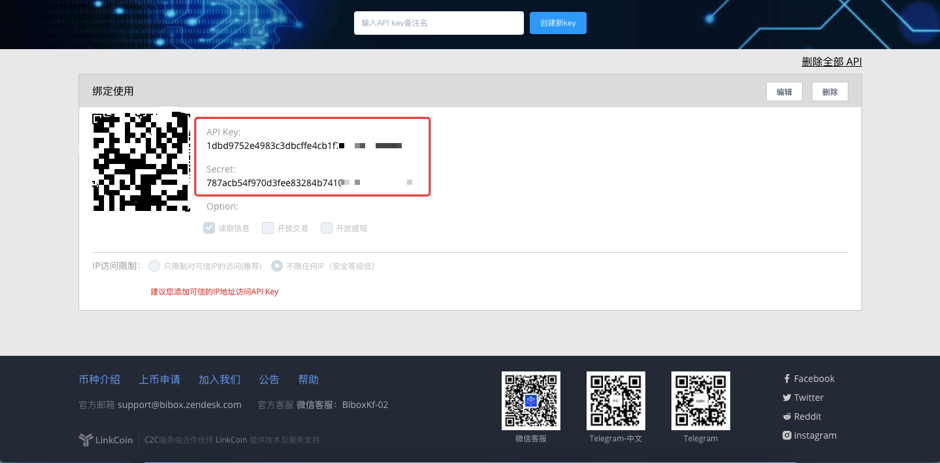 输入API key备注名
创建新key
删除全部 API
绑定使用
编辑
删除
API Key:
1dbd9752e4983c3dbcffe4cb1f
Secret:
787acb54f970d3fee83284b7410
Option:
读取信息 开放交易 开放提现
IP访问限制: 只限制对可信IP的访问(推荐) 不限任何IP（安全等级低）
建议您添加可信的IP地址访问API Key
币种介绍 上币申请 加入我们 公告 帮助
官方邮箱 support@bibox.zendesk.com 官方客服 微信客服：BiboxKf-02
LinkCoin C2C服务由合作伙伴 LinkCoin 提供技术及服务支持
微信客服
Telegram-中文
Telegram
Facebook
Twitter
Reddit
instagram